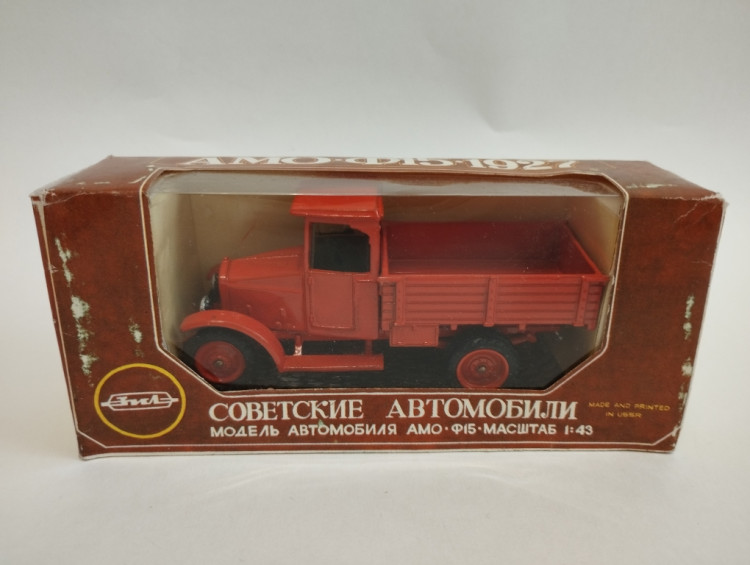 АМО·Ф15·1927
ЗИЛ
СОВЕТСКИЕ АВТОМОБИЛИ
МОДЕЛЬ АВТОМОБИЛЯ АМО·Ф15·МАСШТАБ 1:43
MADE AND PRINTED
IN USSR